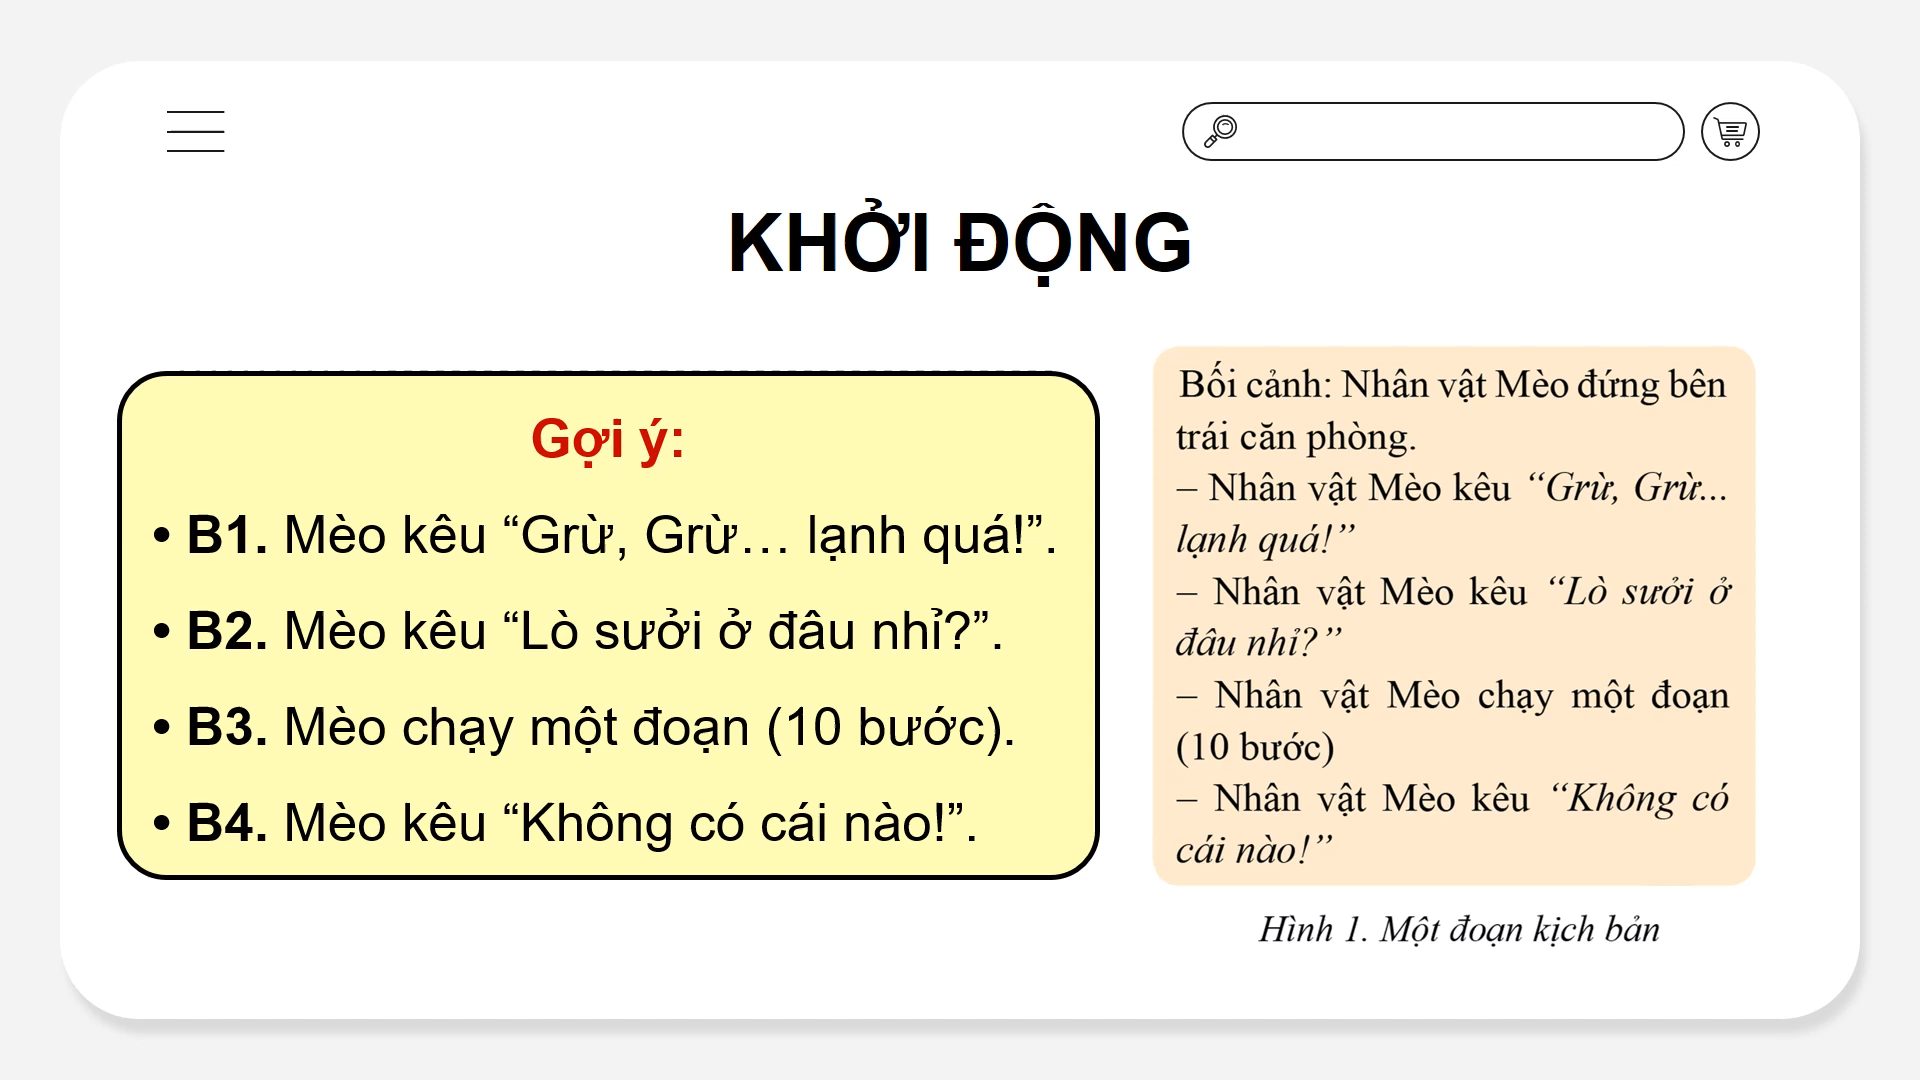 KHỞI ĐỘNG
Gợi ý:
• B1. Mèo kêu “Grừ, Grừ… lạnh quá!”.
• B2. Mèo kêu “Lò sưởi ở đâu nhỉ?”.
• B3. Mèo chạy một đoạn (10 bước).
• B4. Mèo kêu “Không có cái nào!”.
Bối cảnh: Nhân vật Mèo đứng bên
trái căn phòng.
– Nhân vật Mèo kêu “Grừ, Grừ...
lạnh quá!”
– Nhân vật Mèo kêu “Lò sưởi ở
đâu nhỉ?”
– Nhân vật Mèo chạy một đoạn
(10 bước)
– Nhân vật Mèo kêu “Không có
cái nào!”
Hình 1. Một đoạn kịch bản